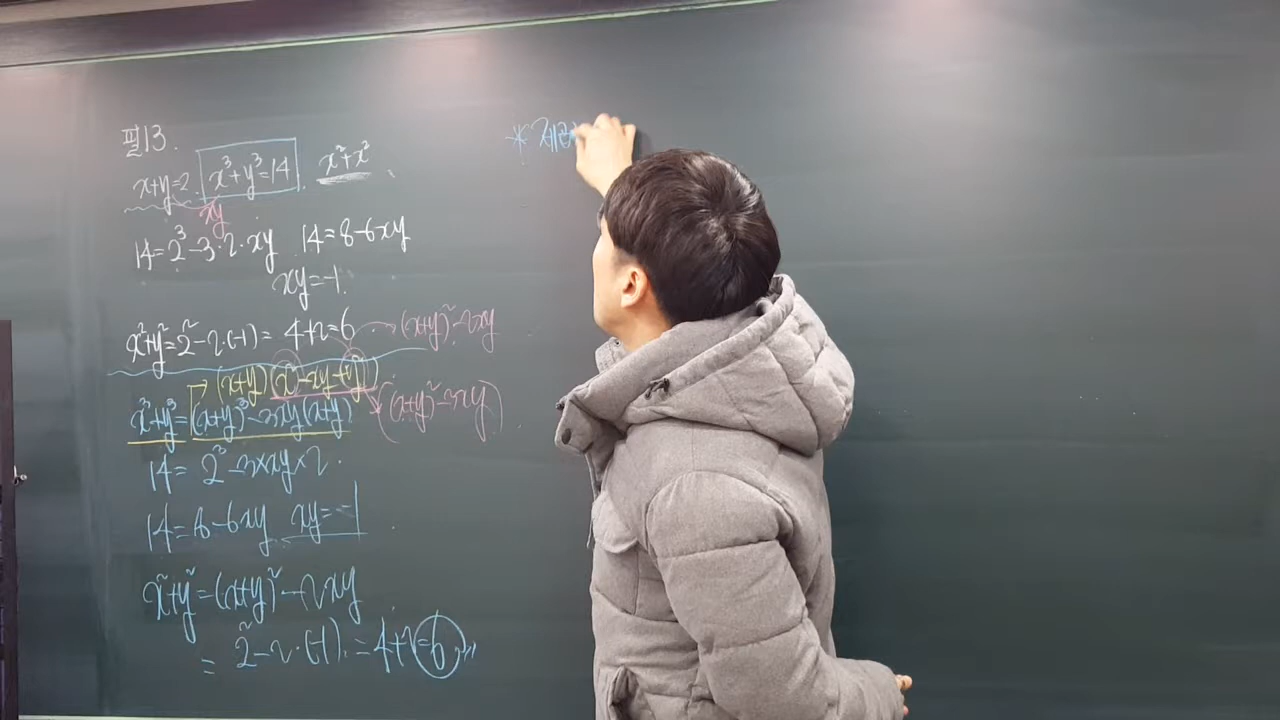 필13.
x+y=2. x³+y³=14. x²+x²
xy
14=2³-3·2·xy 14=8-6xy
xy=-1.
x²+y²=2²-2·(-1)=4+2=6 → (x+y)²-2xy
→ (x+y)(x²-xy+y²)
x³+y³=(x+y)³-3xy(x+y) ((x+y)²-3xy)
14= 2³-3×xy×2.
14=8-6xy xy=-1
x²+y²=(x+y)²-2xy
= 2²-2·(-1).=4+2=6